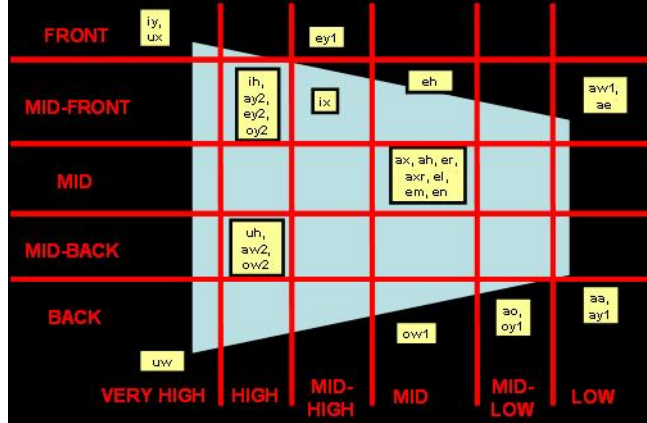 FRONT
iy,
ux
ey1
MID-FRONT
ih,
ay2,
ey2,
oy2
ix
eh
aw1,
ae
MID
ax, ah, er,
axr, el,
em, en
MID-BACK
uh,
aw2,
ow2
BACK
uw
ow1
ao,
oy1
aa,
ay1
VERY HIGH
HIGH
MID-
HIGH
MID
MID-
LOW
LOW